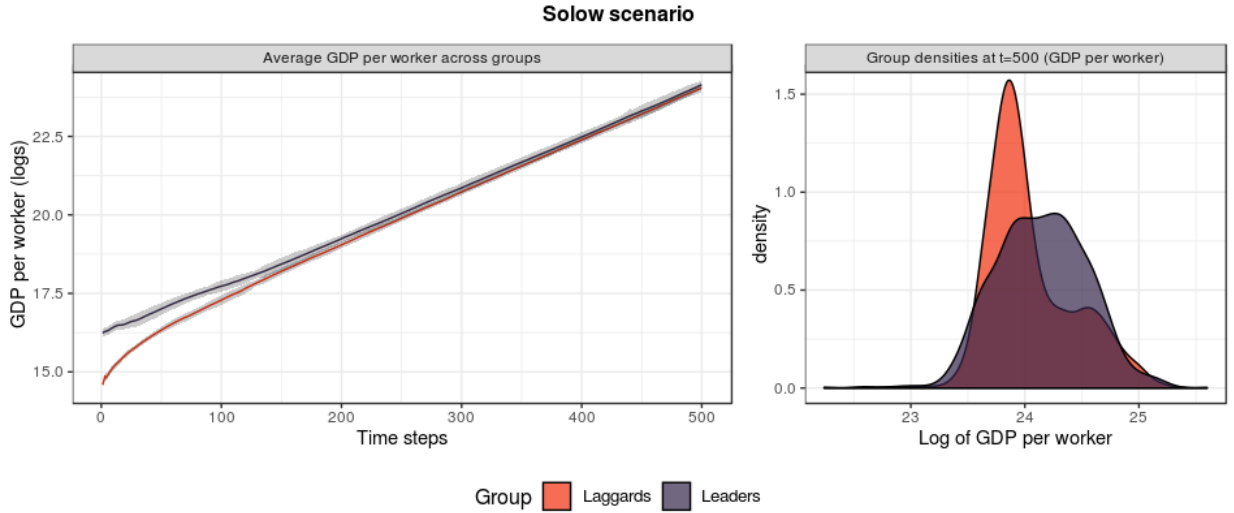 Solow scenario
Average GDP per worker across groups
Group densities at t=500 (GDP per worker)
GDP per worker (logs)
22.5
20.0
17.5
15.0
0 100 200 300 400 500
Time steps
density
1.5
1.0
0.5
0.0
23 24 25
Log of GDP per worker
Group Laggards Leaders